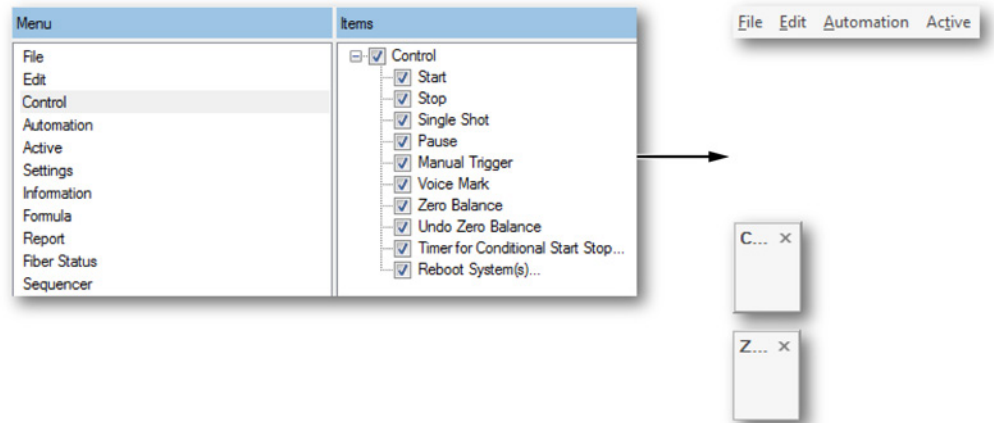 Menu
File
Edit
Control
Automation
Active
Settings
Information
Formula
Report
Fiber Status
Sequencer
Items
Control
Start
Stop
Single Shot
Pause
Manual Trigger
Voice Mark
Zero Balance
Undo Zero Balance
Timer for Conditional Start Stop...
Reboot System(s)...
File Edit Automation Active
C... ×
Z... ×